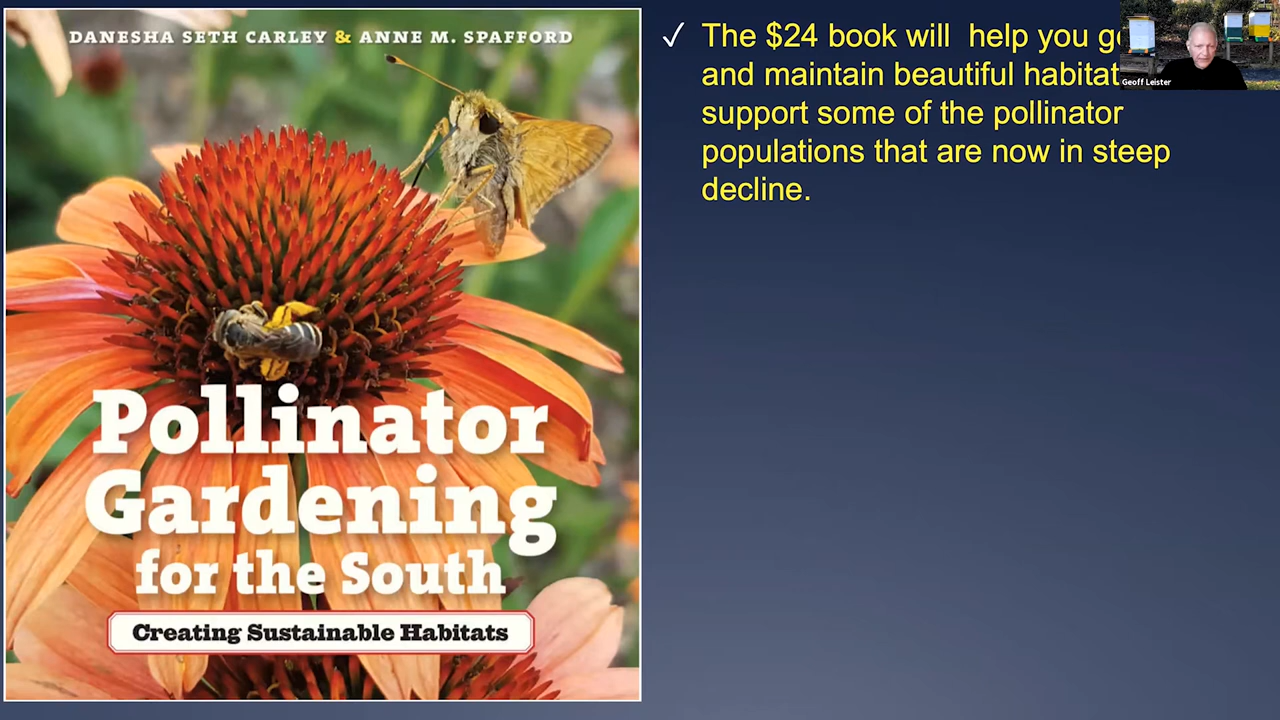 DANESHA SETH CARLEY & ANNE M. SPAFFORD
Pollinator
Gardening
for the South
Creating Sustainable Habitats
✓ The $24 book will help you
and maintain beautiful habitat
support some of the pollinator
populations that are now in steep
decline.
Geoff Leister